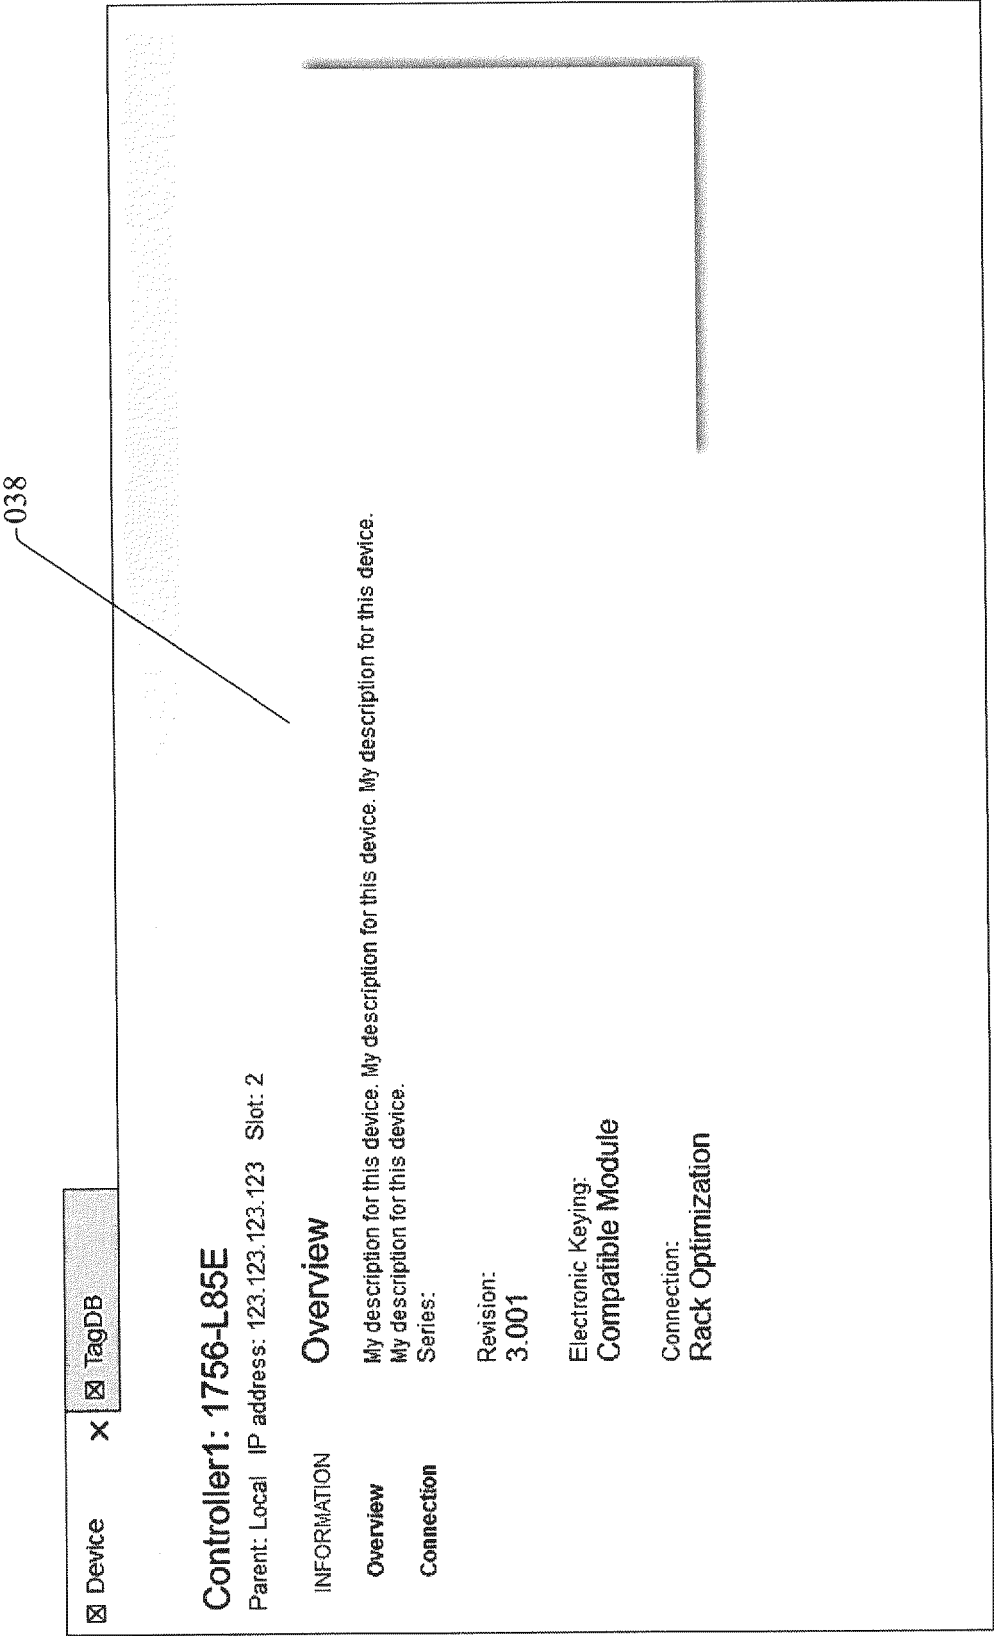 038
Device X TagDB
Controller1: 1756-L85E
Parent: Local IP address: 123.123.123.123 Slot: 2
INFORMATION
Overview
Connection
Overview
My description for this device. My description for this device. My description for this device. My description for this device.
My description for this device.
Series:
Revision:
3.001
Electronic Keying:
Compatible Module
Connection:
Rack Optimization